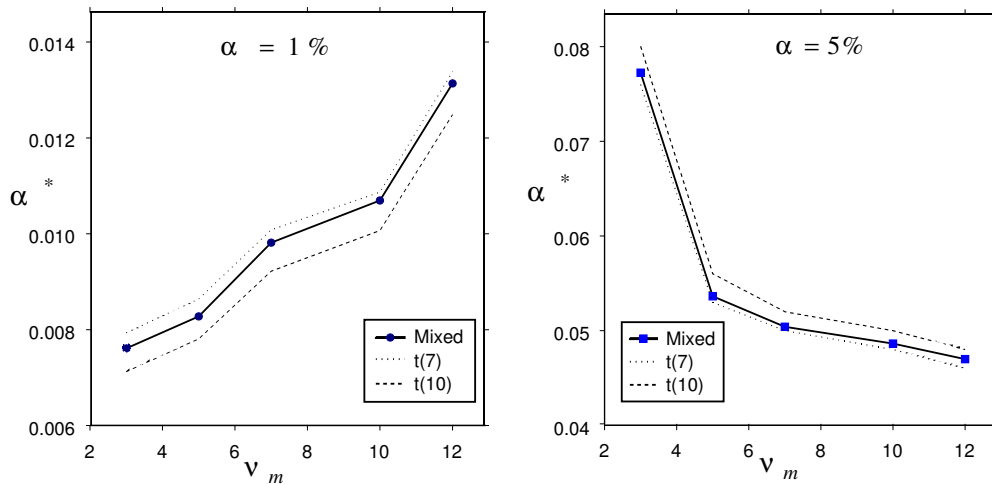 α = 1 %
0.014
0.012
α *
0.010
0.008
0.006
Mixed
t(7)
t(10)
2 4 6 8 10 12
ν m
α = 5%
0.08
0.07
α *
0.06
0.05
0.04
Mixed
t(7)
t(10)
2 4 6 8 10 12
ν m